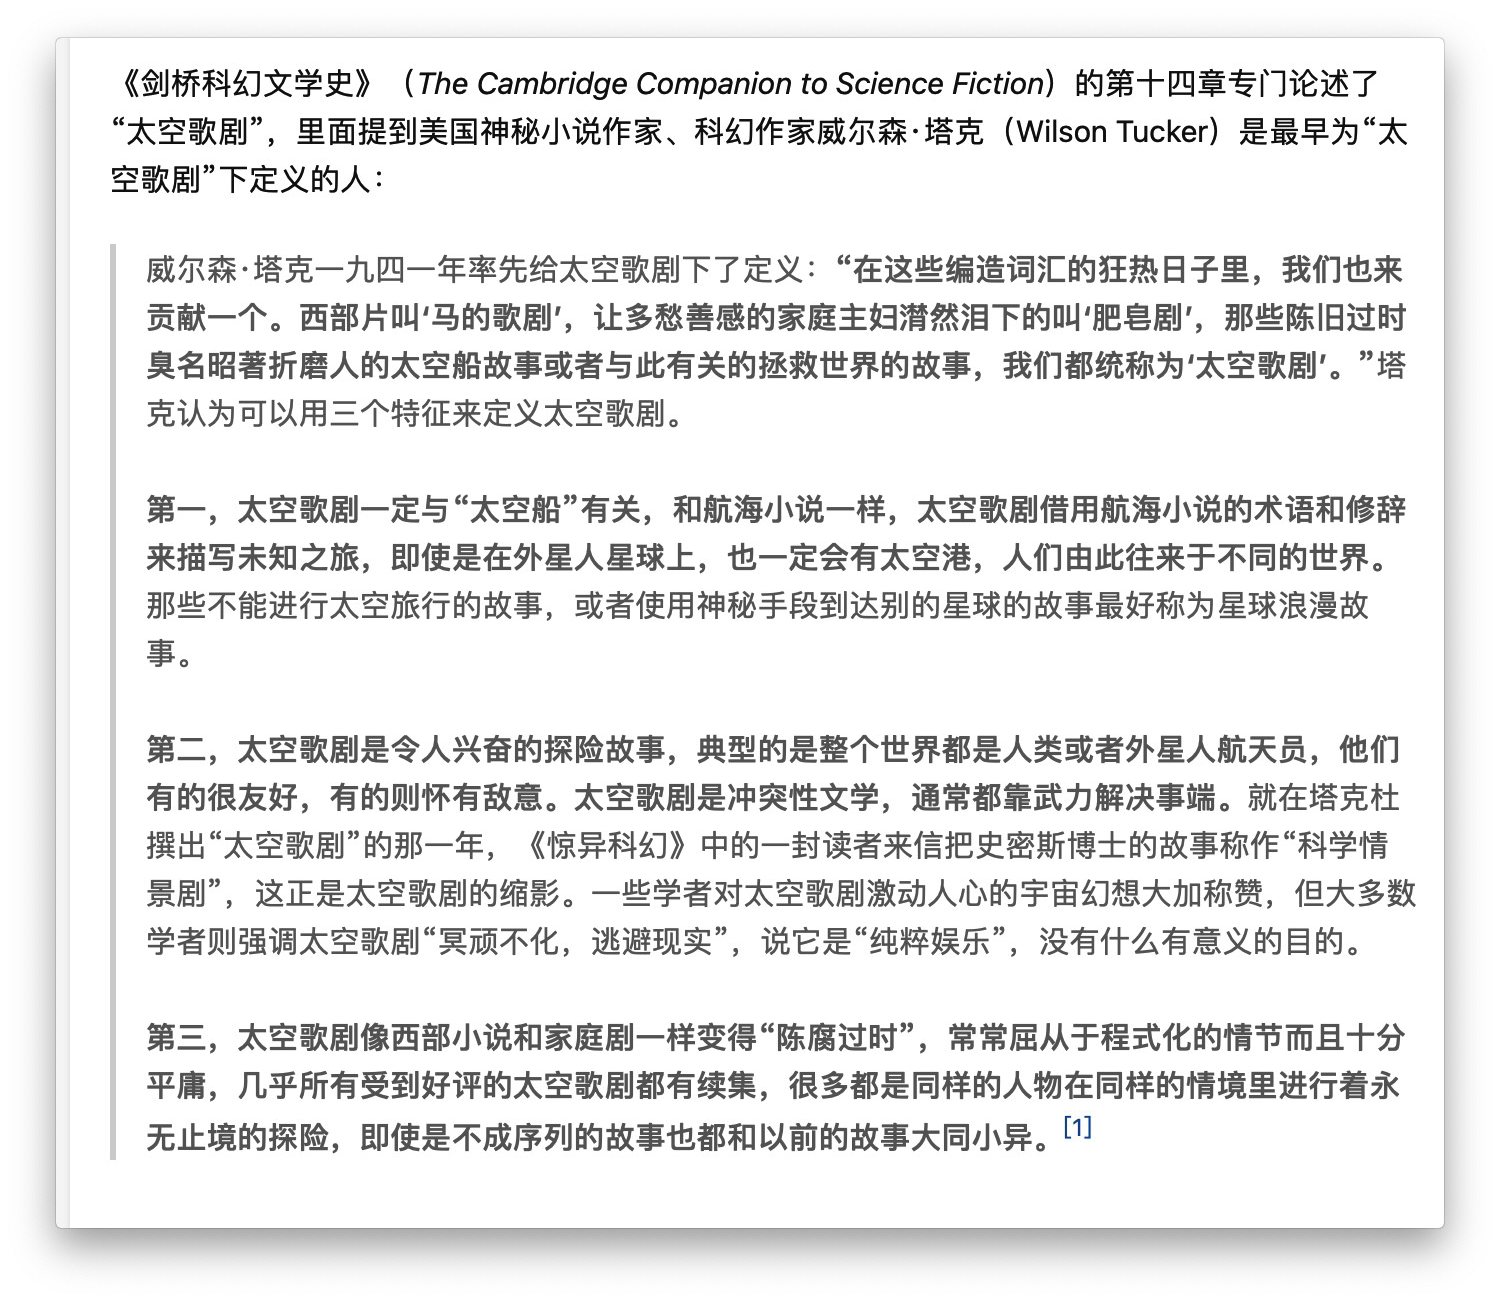 《剑桥科幻文学史》（The Cambridge Companion to Science Fiction）的第十四章专门论述了
“太空歌剧”，里面提到美国神秘小说作家、科幻作家威尔森·塔克（Wilson Tucker）是最早为“太
空歌剧”下定义的人：
威尔森·塔克一九四一年率先给太空歌剧下了定义：“在这些编造词汇的狂热日子里，我们也来
贡献一个。西部片叫‘马的歌剧’，让多愁善感的家庭主妇潸然泪下的叫‘肥皂剧’，那些陈旧过时
臭名昭著折磨人的太空船故事或者与此有关的拯救世界的故事，我们都统称为‘太空歌剧’。”塔
克认为可以用三个特征来定义太空歌剧。
第一，太空歌剧一定与“太空船”有关，和航海小说一样，太空歌剧借用航海小说的术语和修辞
来描写未知之旅，即使是在外星人星球上，也一定会有太空港，人们由此往来于不同的世界。
那些不能进行太空旅行的故事，或者使用神秘手段到达别的星球的故事最好称为星球浪漫故
事。
第二，太空歌剧是令人兴奋的探险故事，典型的是整个世界都是人类或者外星人航天员，他们
有的很友好，有的则怀有敌意。太空歌剧是冲突性文学，通常都靠武力解决事端。就在塔克杜
撰出“太空歌剧”的那一年，《惊异科幻》中的一封读者来信把史密斯博士的故事称作“科学情
景剧”，这正是太空歌剧的缩影。一些学者对太空歌剧激动人心的宇宙幻想大加称赞，但大多数
学者则强调太空歌剧“冥顽不化，逃避现实”，说它是“纯粹娱乐”，没有什么有意义的目的。
第三，太空歌剧像西部小说和家庭剧一样变得“陈腐过时”，常常屈从于程式化的情节而且十分
平庸，几乎所有受到好评的太空歌剧都有续集，很多都是同样的人物在同样的情境里进行着永
无止境的探险，即使是不成序列的故事也都和以前的故事大同小异。[1]